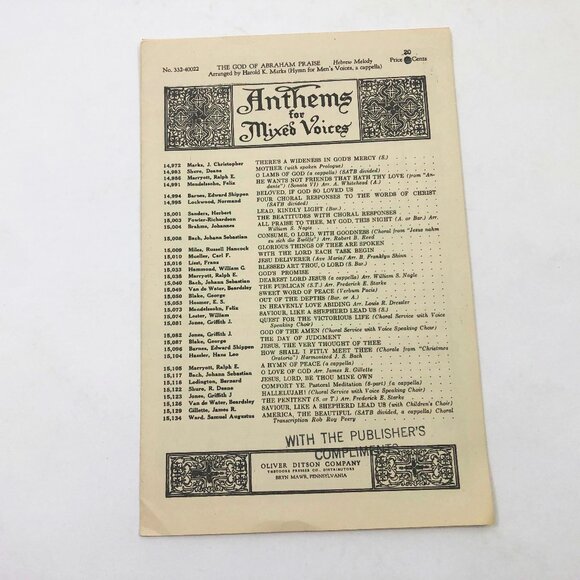 No. 332-40022 THE GOD OF ABRAHAM PRAISE Hebrew Melody Price 20 Cents
Arranged by Harold K. Marks (Hymn for Men's Voices, a cappella)
Anthems
for
Mixed Voices
14,972 Marks, J. Christopher THERE'S A WIDENESS IN GOD'S MERCY (S.)
14,983 Shure, Deane MOTHER (with spoken Prologue)
14,986 Marryott, Ralph E. O LAMB OF GOD (a cappella) (SATB divided)
14,991 Mendelssohn, Felix HE WANTS NOT FRIENDS THAT HATH THY LOVE (from "Andante") (Sonata VI) Arr. A. Whitehead (A.)
14,994 Barnes, Edward Shippen BELOVED, IF GOD SO LOVED US
14,995 Lockwood, Normand FOUR CHORAL RESPONSES TO THE WORDS OF CHRIST
(SATB divided)
15,001 Sanders, Herbert LEAD, KINDLY LIGHT (Bar.)
15,002 Fowler-Richardson THE BEATITUDES WITH CHORAL RESPONSES
15,004 Brahms, Johannes ALL PRAISE TO THEE, MY GOD, THIS NIGHT (A. or Bar.) Arr.
William S. Nagle
15,008 Bach, Johann Sebastian CONSUME, O LORD, WITH GOODNESS (Choral from "Jesus nahm
zu sich die Zwölfe") Arr. Robert B. Reed
15,009 Miles, Russell Hancock GLORIOUS THINGS OF THEE ARE SPOKEN
15,010 Mueller, Carl F. WITH THE LORD EACH TASK BEGIN
15,016 Liszt, Franz JESU DELIVERER (Ave Maria) Arr. B. Franklyn Shinn
15,033 Hammond, William G. BLESSED ART THOU, O LORD (S. Bar.)
15,036 Marryott, Ralph E. GOD'S PROMISE
15,040 Bach, Johann Sebastian DEAREST LORD JESUS (a cappella) Arr. William S. Nagle
15,049 Van de Water, Beardsley THE PUBLICAN (S.T.) Arr. Frederick E. Starke
15,050 Blake, George SWEET WORD OF PEACE (Verbum Pacis)
15,053 Hosmer, E. S. OUT OF THE DEPTHS (Bar. or A.)
15,073 Mendelssohn, Felix IN HEAVENLY LOVE ABIDING Arr. Louis R. Dressler
15,074 Lester, William SAVIOUR, LIKE A SHEPHERD LEAD US (S.)
15,081 Jones, Griffith J. QUEST FOR THE VICTORIOUS LIFE (Choral Service with Voice
Speaking Choir)
15,082 Jones, Griffith J. GOD OF THE AMEN (Choral Service with Voice Speaking Choir)
15,087 Blake, George THE DAY OF JUDGMENT
15,096 Barnes, Edward Shippen JESUS, THE VERY THOUGHT OF THEE
15,104 Hassler, Hans Leo HOW SHALL I FITLY MEET THEE (Chorale from "Christmas
Oratorio") Harmonized J. S. Bach
15,105 Marryott, Ralph E. A HYMN OF PEACE (a cappella)
15,117 Bach, Johann Sebastian O LOVE OF GOD Arr. James R. Gillette
15,118 Ladington, Bernard JESUS, LORD, BE THOU MINE OWN
15,122 Shure, R. Deane COMFORT YE. Pastoral Meditation (8-part) (a cappella)
15,123 Jones, Griffith J HALLELUJAH! (Choral Service with Voice Speaking Choir)
15,126 Van de Water, Beardsley THE PENITENT (S. or T.) Arr. Frederick E. Starke
15,129 Gillette, James R. SAVIOUR, LIKE A SHEPHERD LEAD US (with Children's Choir)
15,134 Ward, Samuel Augustus AMERICA, THE BEAUTIFUL (SATB divided, a cappella) Choral
Transcription Rob Roy Peery
WITH THE PUBLISHER'S
COMPLIMENTS
OLIVER DITSON COMPANY
THEODORE PRESSER CO., DISTRIBUTORS
BRYN MAWR, PENNSYLVANIA